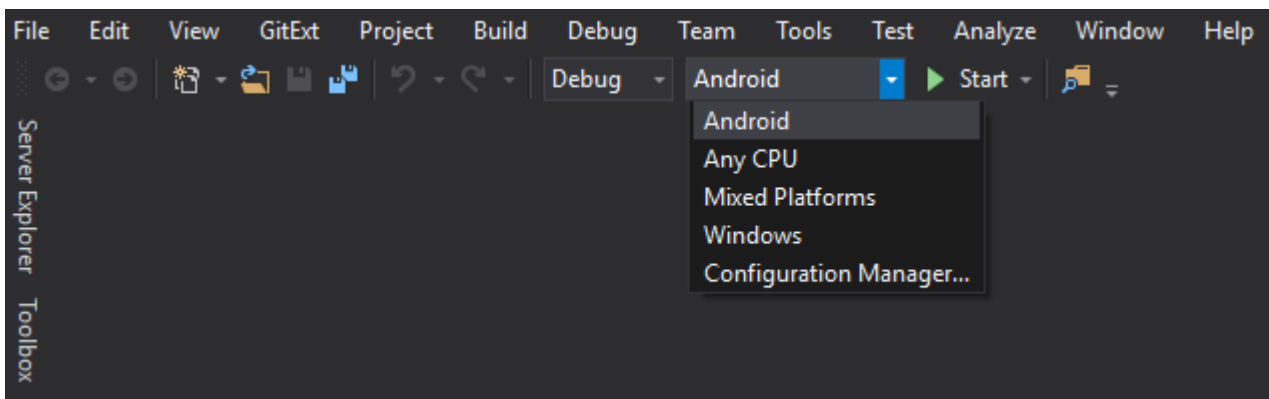 File Edit View GitExt Project Build Debug Team Tools Test Analyze Window Help
Debug Android Start
Android
Any CPU
Mixed Platforms
Windows
Configuration Manager...
Server Explorer
Toolbox